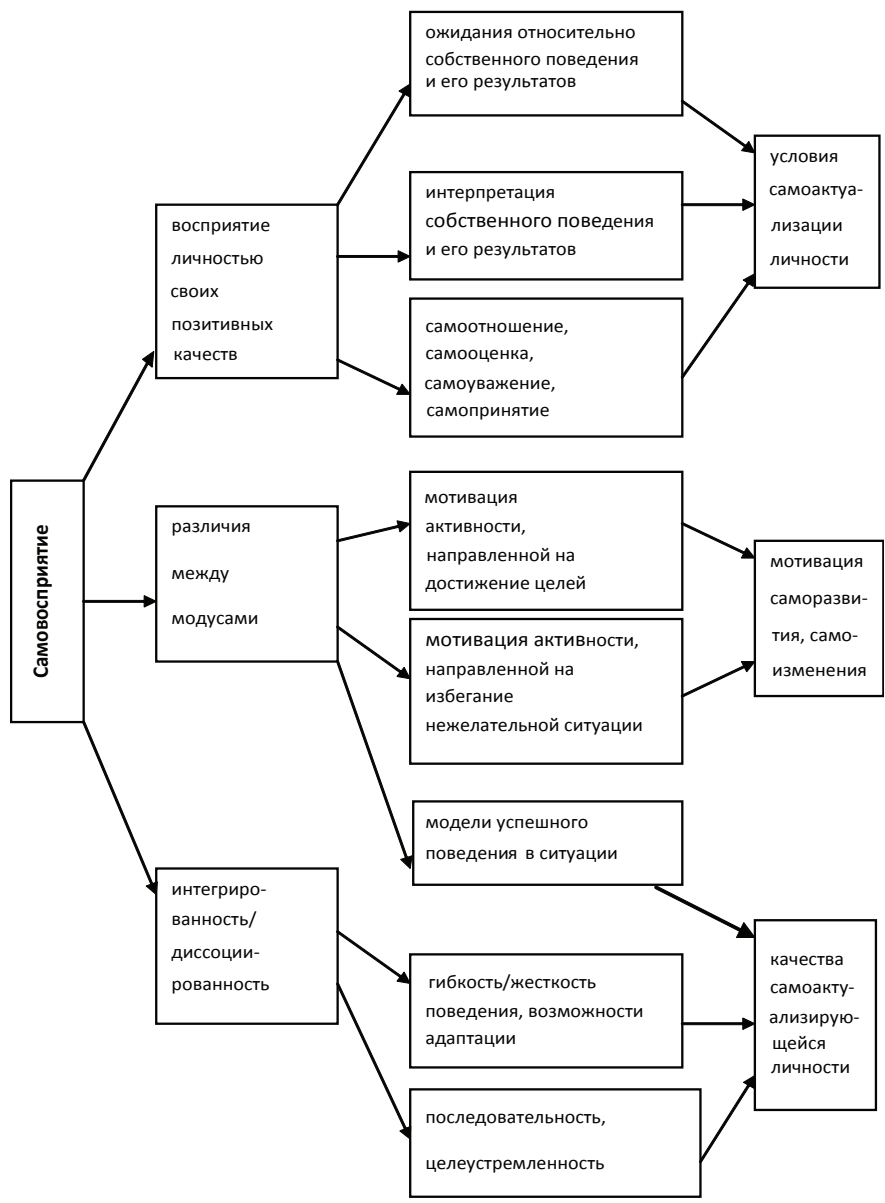 Самовосприятие
восприятие
личностью
своих
позитивных
качеств
ожидания относительно
собственного поведения
и его результатов
интерпретация
собственного поведения
и его результатов
самоотношение,
самооценка,
самоуважение,
самопринятие
условия
самоактуа-
лизации
личности
различия
между
модусами
мотивация
активности,
направленной на
достижение целей
мотивация активности,
направленной на
избегание
нежелательной ситуации
мотивация
саморазви-
тия, само-
изменения
модели успешного
поведения в ситуации
интегриро-
ванность/
диссоции-
рованность
гибкость/жесткость
поведения, возможности
адаптации
последовательность,
целеустремленность
качества
самоакту-
ализирую-
щейся
личности